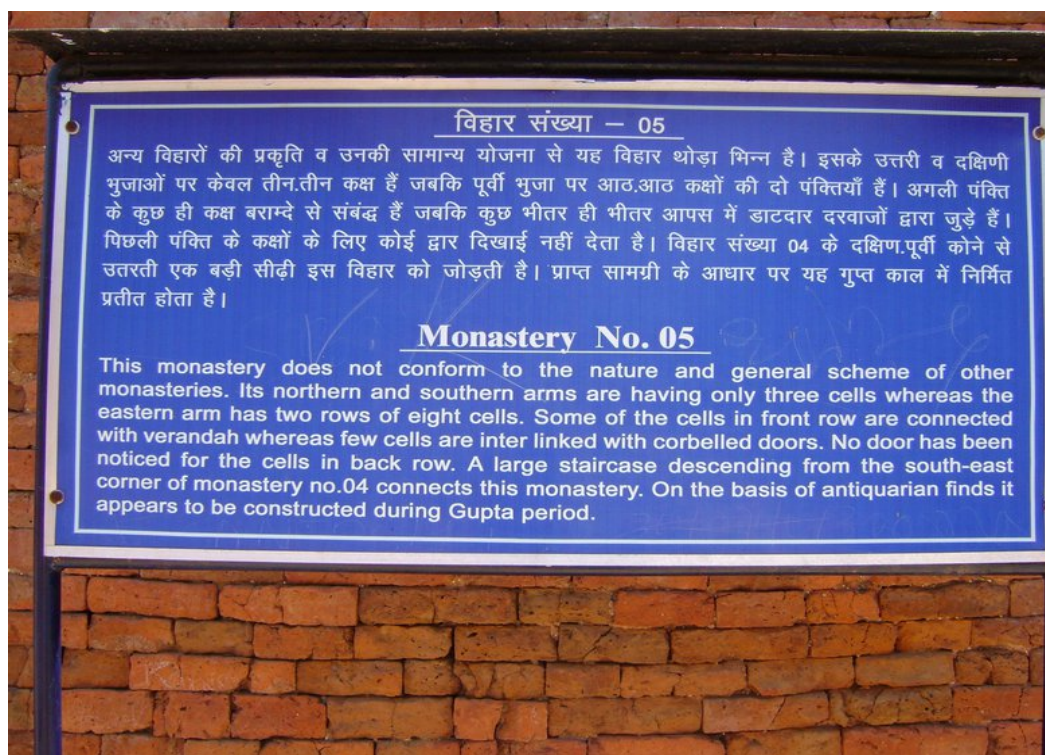 विहार संख्या – 05
अन्य विहारों की प्रकृति व उनकी सामान्य योजना से यह विहार थोड़ा भिन्न है। इसके उत्तरी व दक्षिणी
भुजाओं पर केवल तीन.तीन कक्ष हैं जबकि पूर्वी भुजा पर आठ.आठ कक्षों की दो पंक्तियाँ हैं। अगली पंक्ति
के कुछ ही कक्ष बराम्दे से संबंद्ध हैं जबकि कुछ भीतर ही भीतर आपस में डाटदार दरवाजों द्वारा जुड़े हैं।
पिछली पंक्ति के कक्षों के लिए कोई द्वार दिखाई नहीं देता है। विहार संख्या 04 के दक्षिण.पूर्वी कोने से
उतरती एक बड़ी सीढ़ी इस विहार को जोड़ती है। प्राप्त सामग्री के आधार पर यह गुप्त काल में निर्मित
प्रतीत होता है।
Monastery No. 05
This monastery does not conform to the nature and general scheme of other
monasteries. Its northern and southern arms are having only three cells whereas the
eastern arm has two rows of eight cells. Some of the cells in front row are connected
with verandah whereas few cells are inter linked with corbelled doors. No door has been
noticed for the cells in back row. A large staircase descending from the south-east
corner of monastery no.04 connects this monastery. On the basis of antiquarian finds it
appears to be constructed during Gupta period.